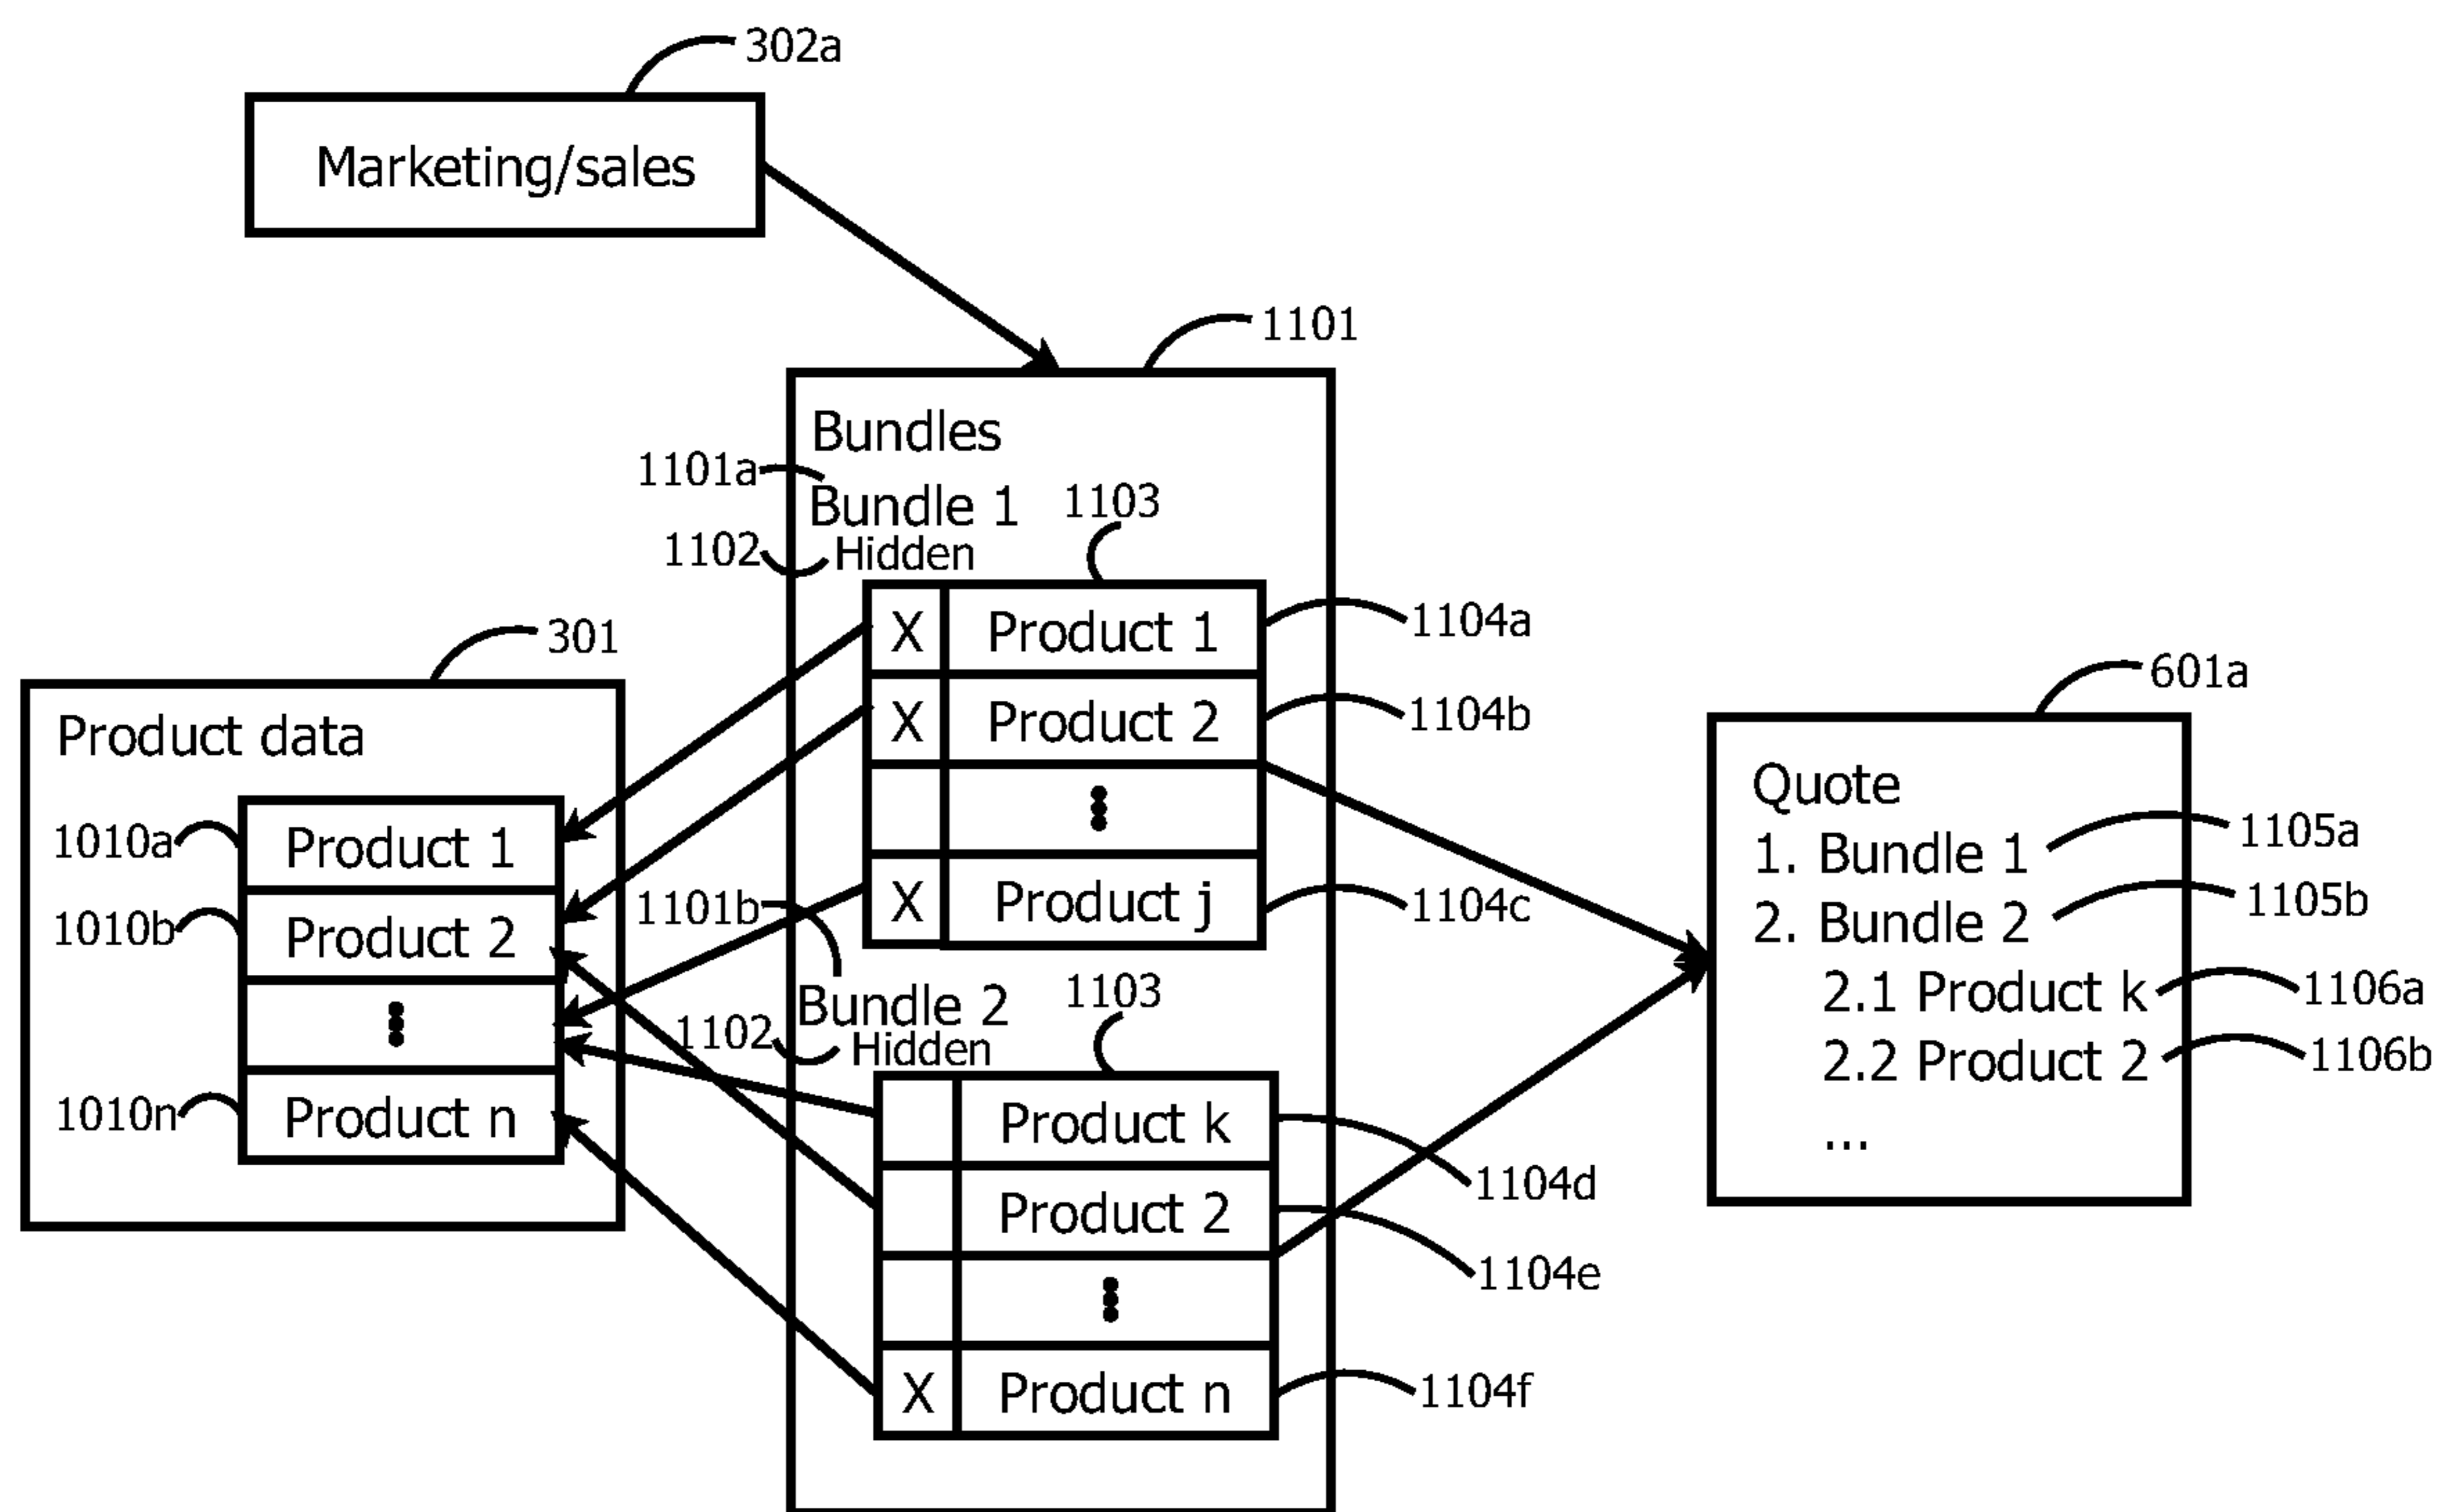 302a
Marketing/sales
1101
Bundles
1101a
Bundle 1
1103
1102
Hidden
X Product 1
1104a
X Product 2
1104b
X Product j
1104c
1101b
Bundle 2
1103
1102
Hidden
Product k
1104d
Product 2
1104e
X Product n
1104f
301
Product data
1010a
Product 1
1010b
Product 2
1010n
Product n
601a
Quote
1. Bundle 1
1105a
2. Bundle 2
1105b
2.1 Product k
1106a
2.2 Product 2
1106b
...